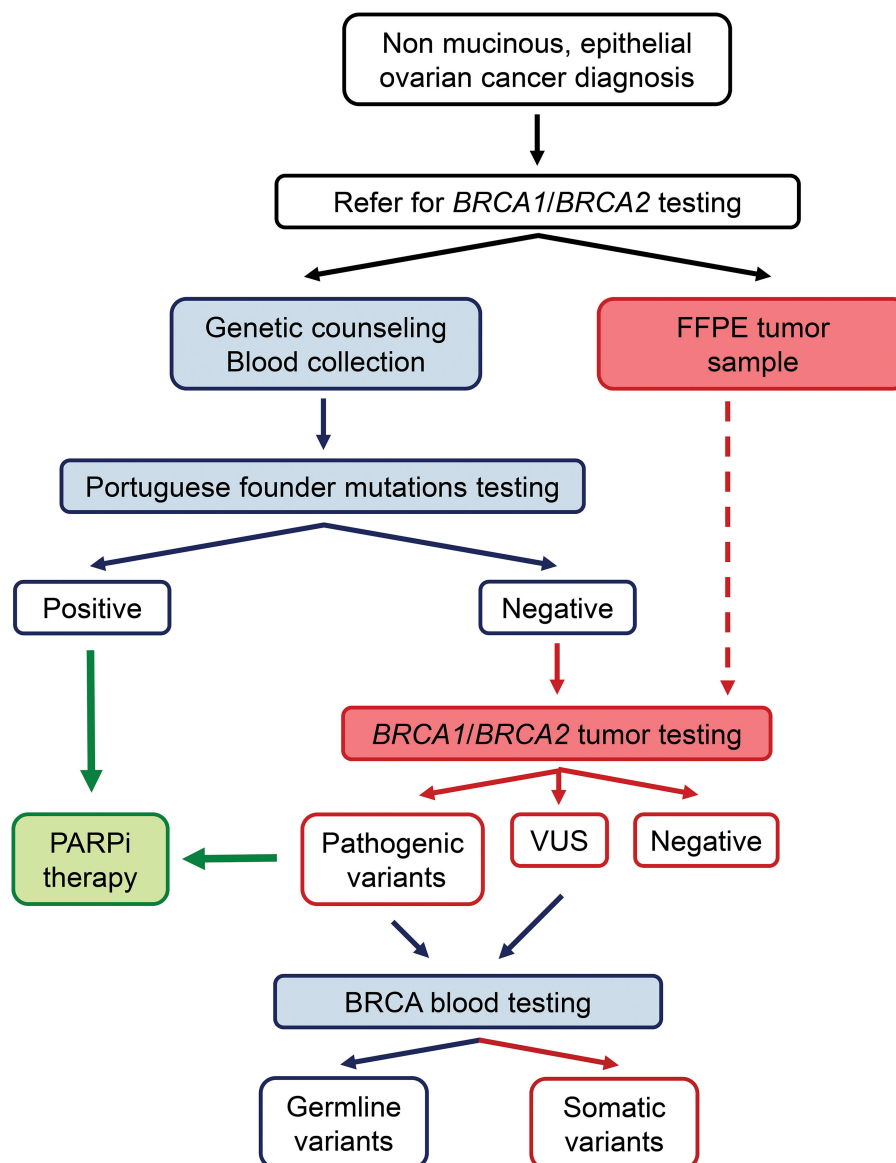 Non mucinous, epithelial
ovarian cancer diagnosis
Refer for BRCA1/BRCA2 testing
Genetic counseling
Blood collection
FFPE tumor
sample
Portuguese founder mutations testing
Positive
Negative
BRCA1/BRCA2 tumor testing
PARPi
therapy
Pathogenic
variants
VUS
Negative
BRCA blood testing
Germline
variants
Somatic
variants